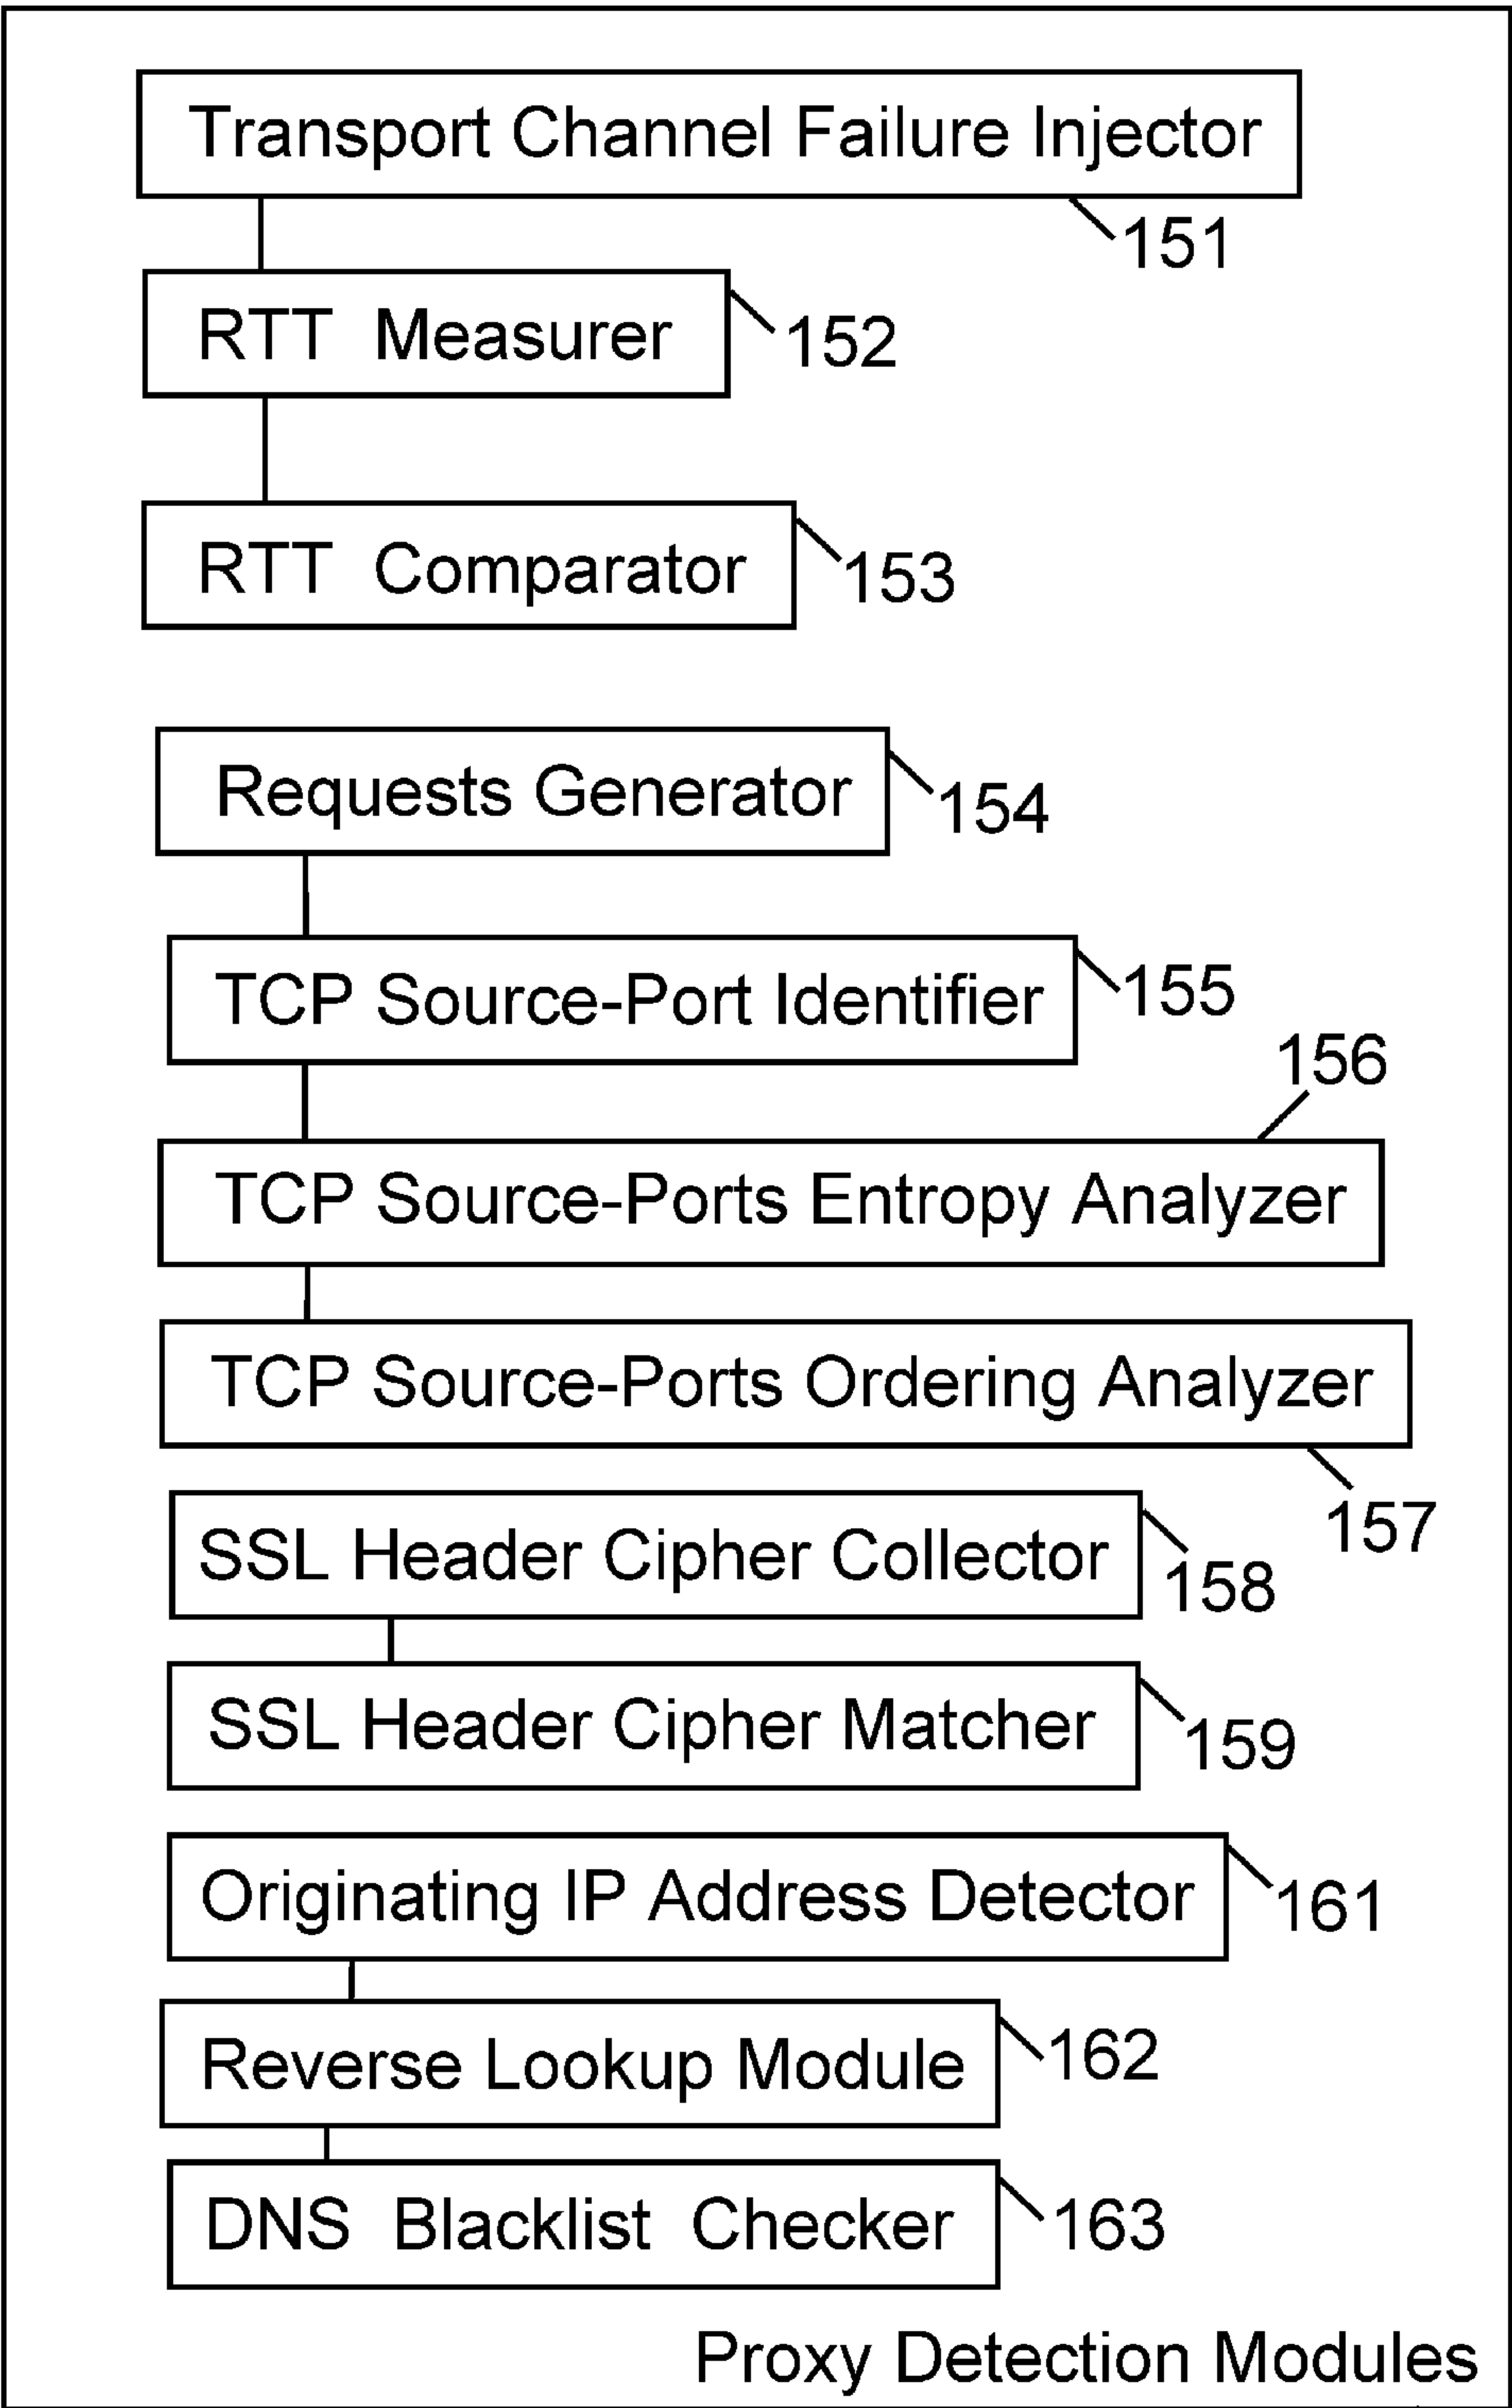 Transport Channel Failure Injector
151
RTT Measurer
152
RTT Comparator
153
Requests Generator
154
TCP Source-Port Identifier
155
156
TCP Source-Ports Entropy Analyzer
TCP Source-Ports Ordering Analyzer
157
SSL Header Cipher Collector
158
SSL Header Cipher Matcher
159
Originating IP Address Detector
161
Reverse Lookup Module
162
DNS Blacklist Checker
163
Proxy Detection Modules